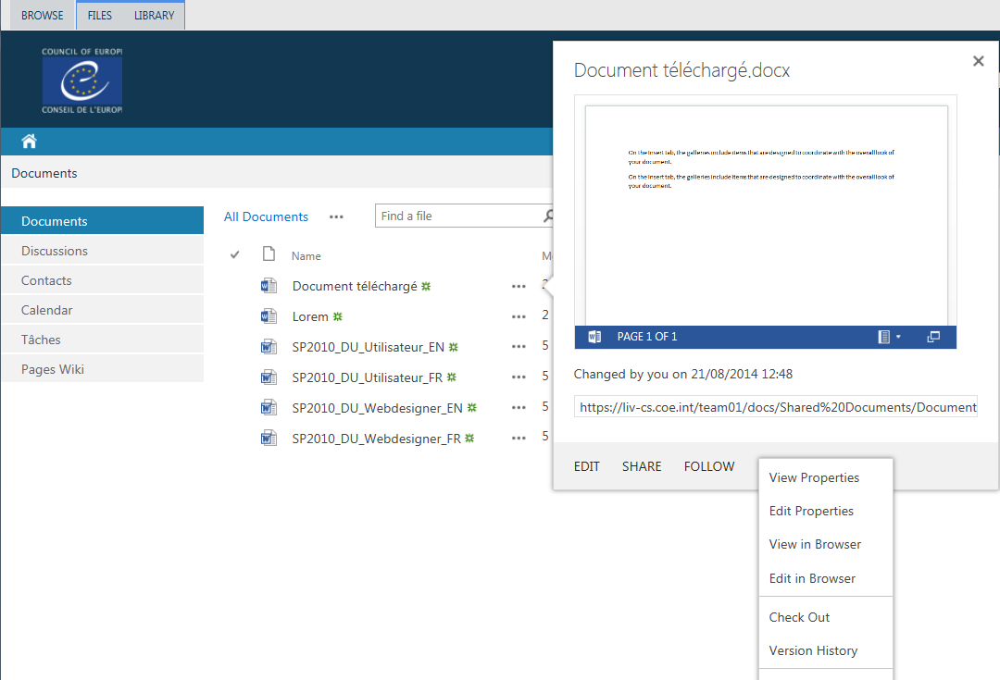 BROWSE FILES LIBRARY
COUNCIL OF EUROP
CONSEIL DE L'EUROP
Documents
Documents
Discussions
Contacts
Calendar
Tâches
Pages Wiki
All Documents ••• Find a file
Name
Document téléchargé
Lorem
SP2010_DU_Utilisateur_EN
SP2010_DU_Utilisateur_FR
SP2010_DU_Webdesigner_EN
SP2010_DU_Webdesigner_FR
M
2
2
5
5
5
5
Document téléchargé.docx
On the Insert tab, the galleries include items that are designed to coordinate with the overall look of
your document.
On the Insert tab, the galleries include items that are designed to coordinate with the overall look of
your document.
PAGE 1 OF 1
Changed by you on 21/08/2014 12:48
https://liv-cs.coe.int/team01/docs/Shared%20Documents/Document
EDIT SHARE FOLLOW
View Properties
Edit Properties
View in Browser
Edit in Browser
Check Out
Version History